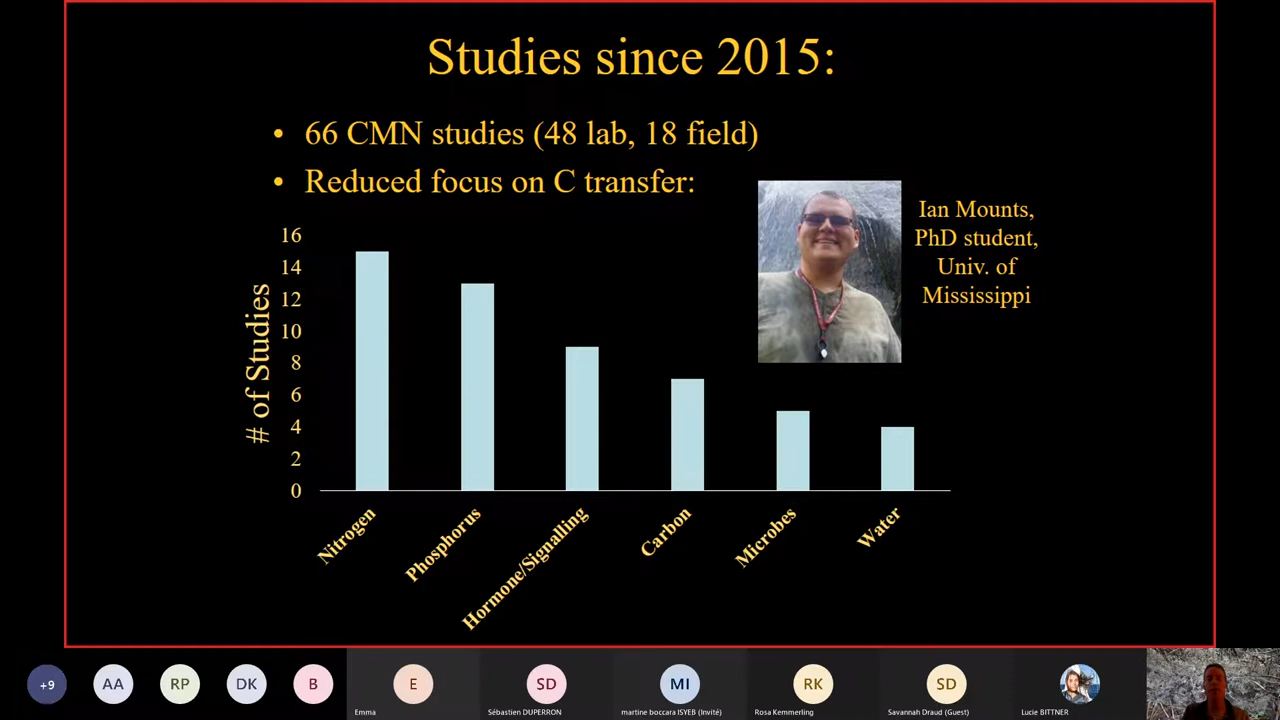 Studies since 2015:
• 66 CMN studies (48 lab, 18 field)
• Reduced focus on C transfer:
Ian Mounts,
PhD student,
Univ. of
Mississippi
# of Studies
16
14
12
10
8
6
4
2
0
Nitrogen
Phosphorus
Hormone/Signalling
Carbon
Microbes
Water
+9
AA
RP
DK
B
E
SD
MI
RK
SD
Emma
Sébastien DUPERRON
martine boccara ISYEB (Invité)
Rosa Kemmerling
Savannah Draud (Guest)
Lucie BITTNER